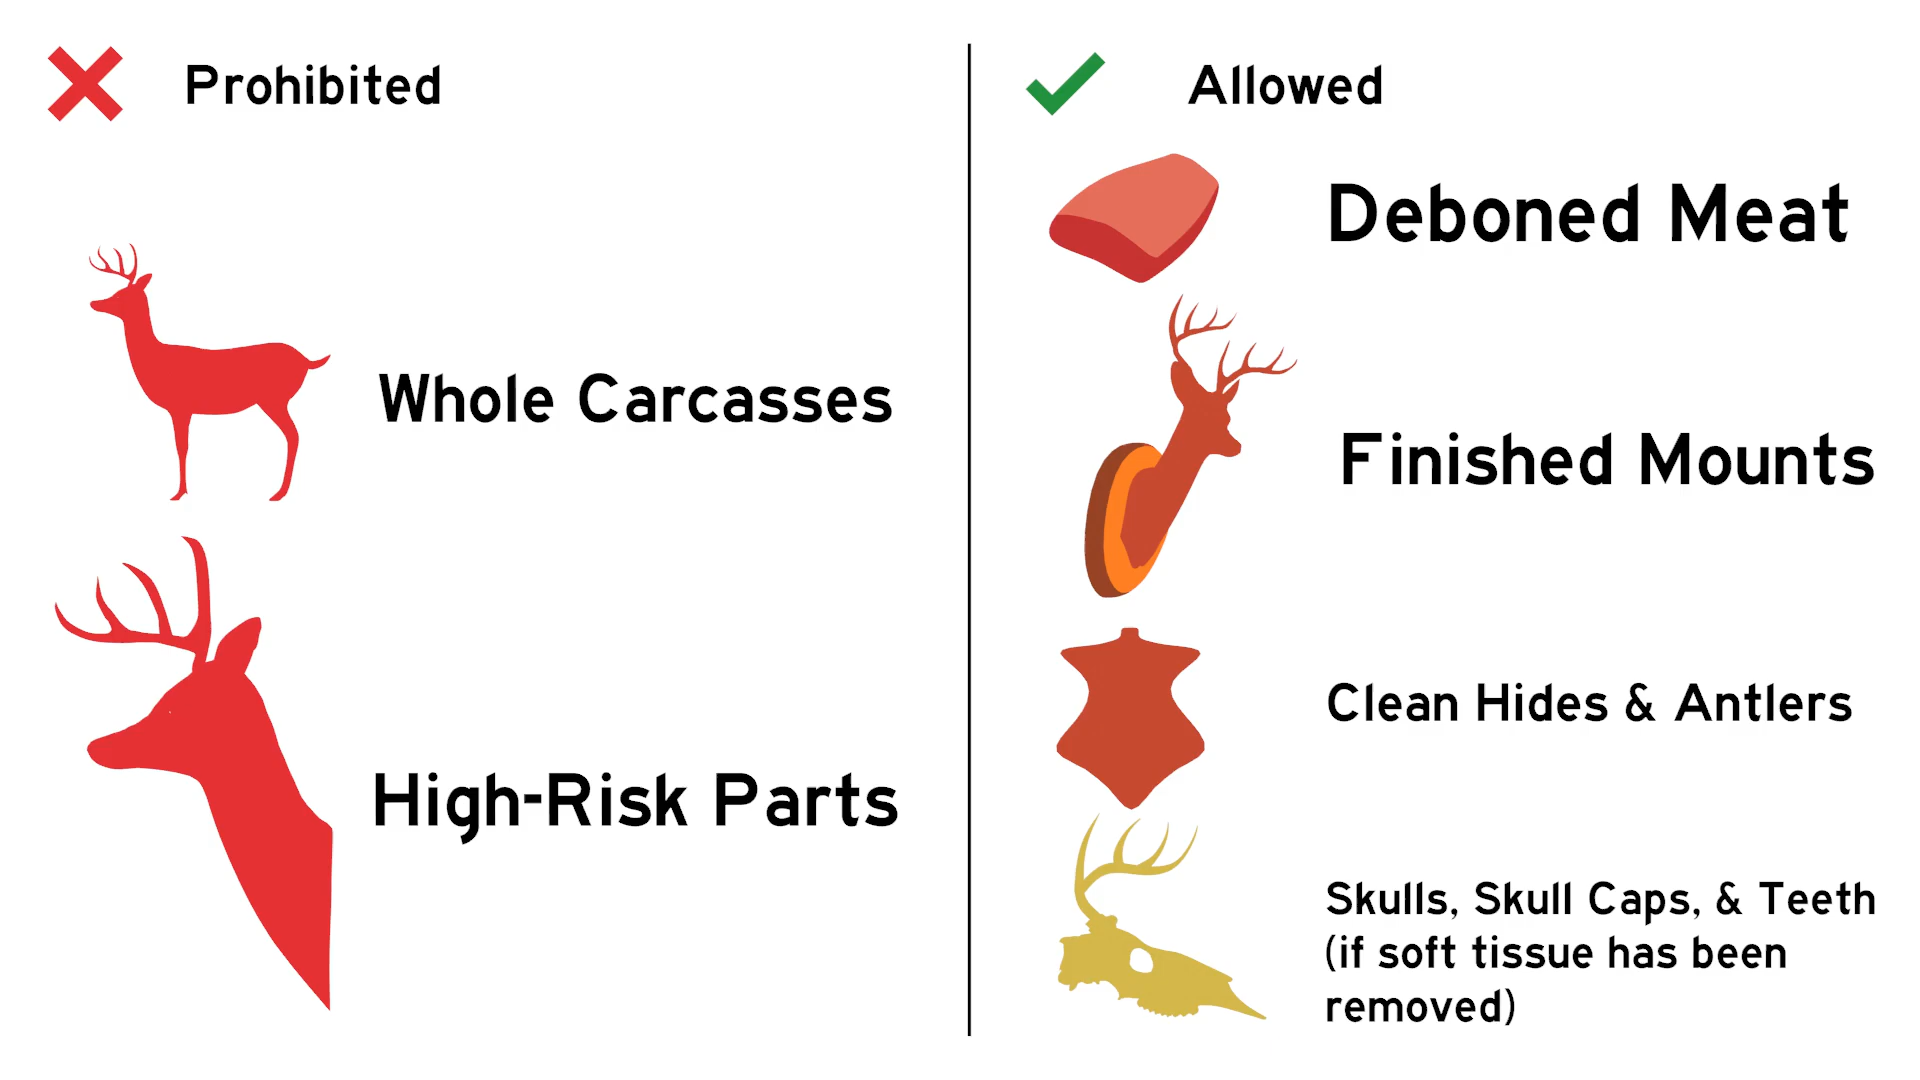 Prohibited
Whole Carcasses
High-Risk Parts
Allowed
Deboned Meat
Finished Mounts
Clean Hides & Antlers
Skulls, Skull Caps, & Teeth
(if soft tissue has been
removed)